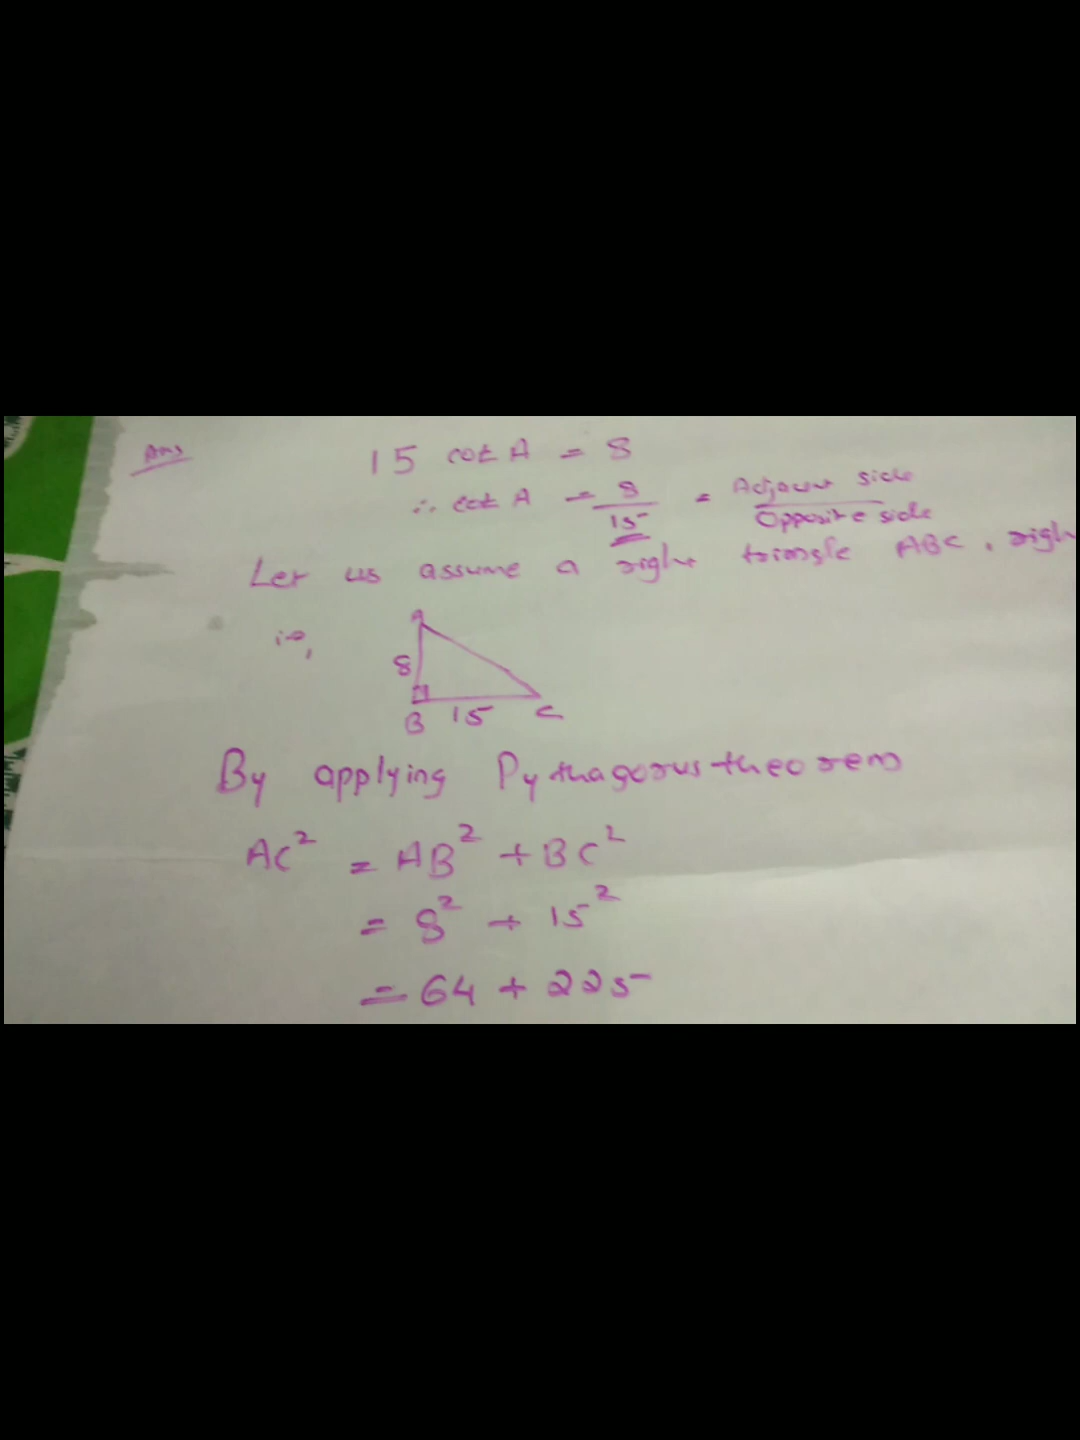 Ans
15 cot A = 8
∴ cot A = 8/15 = Adjacent side/Opposite side
Let us assume a right triangle ABC, right
ie,
A
8
B 15 C
By applying Pythagorus theorem
AC² = AB² + BC²
= 8² + 15²
= 64 + 225